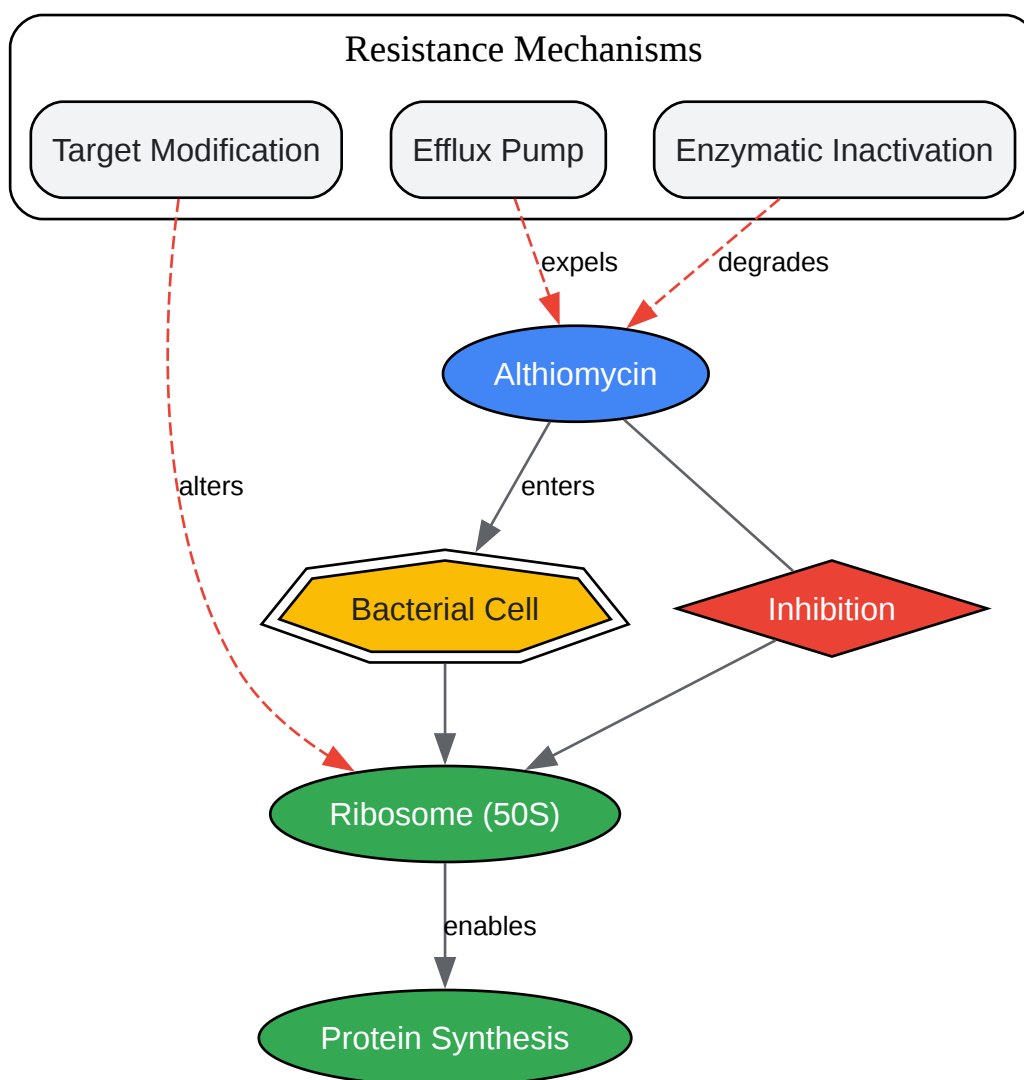 Resistance Mechanisms
Target Modification
Efflux Pump
Enzymatic Inactivation
expels
degrades
Althiomycin
alters
enters
Bacterial Cell
Inhibition
Ribosome (50S)
enables
Protein Synthesis